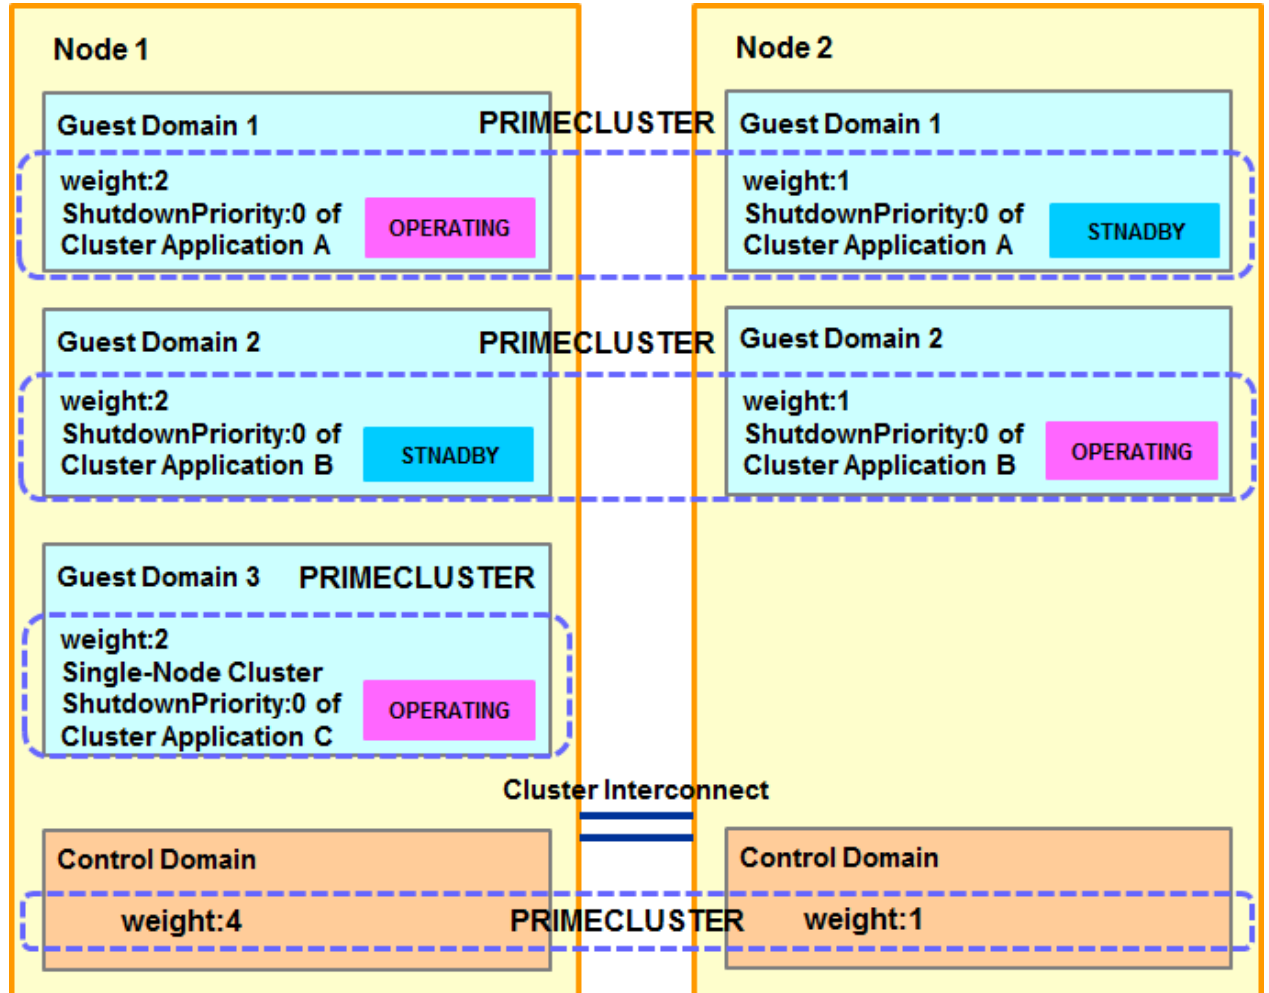 Node 1
Guest Domain 1
weight:2
ShutdownPriority:0 of
Cluster Application A
OPERATING
PRIMECLUSTER
Node 2
Guest Domain 1
weight:1
ShutdownPriority:0 of
Cluster Application A
STNADBY
Guest Domain 2
weight:2
ShutdownPriority:0 of
Cluster Application B
STNADBY
PRIMECLUSTER
Guest Domain 2
weight:1
ShutdownPriority:0 of
Cluster Application B
OPERATING
Guest Domain 3
PRIMECLUSTER
weight:2
Single-Node Cluster
ShutdownPriority:0 of
Cluster Application C
OPERATING
Cluster Interconnect
Control Domain
weight:4
PRIMECLUSTER
Control Domain
weight:1